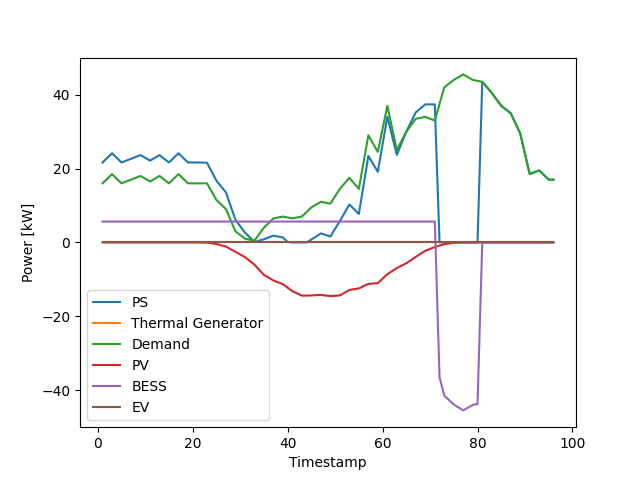 40
20
0
−20
−40
Power [kW]
PS
Thermal Generator
Demand
PV
BESS
EV
0 20 40 60 80 100
Timestamp